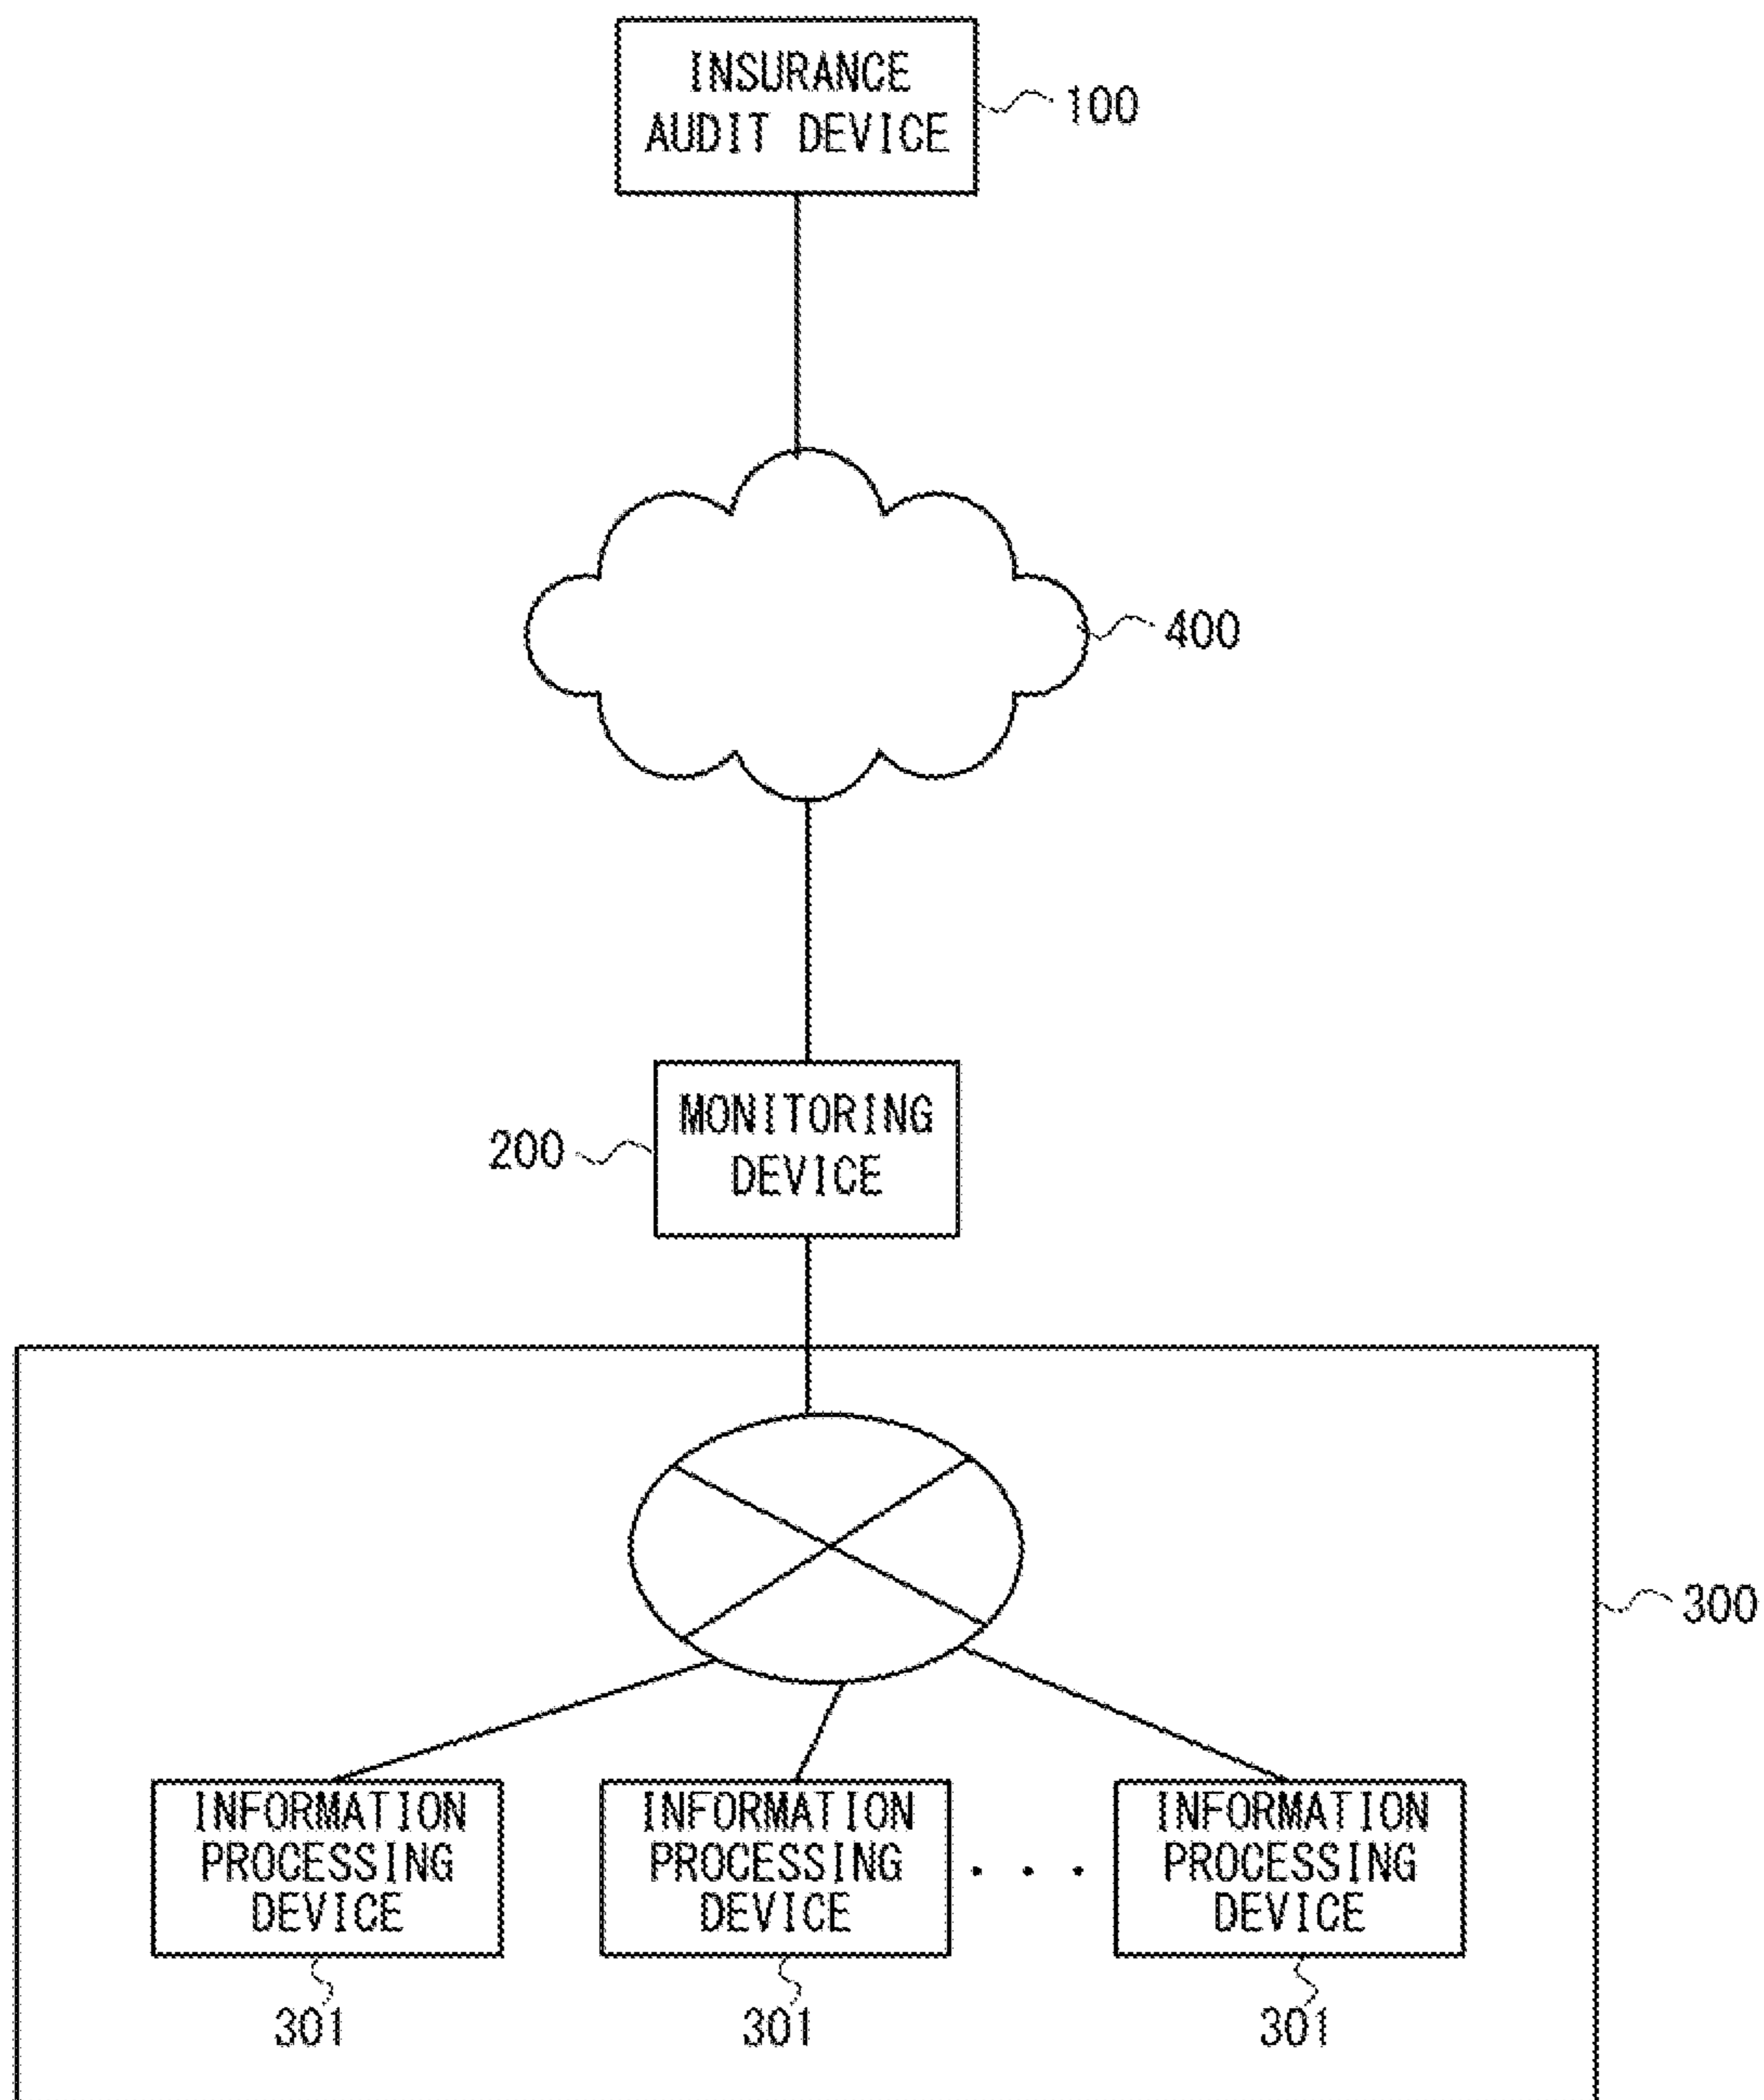 INSURANCE
AUDIT DEVICE
100
400
MONITORING
DEVICE
200
300
INFORMATION
PROCESSING
DEVICE
301
INFORMATION
PROCESSING
DEVICE
301
. . .
INFORMATION
PROCESSING
DEVICE
301